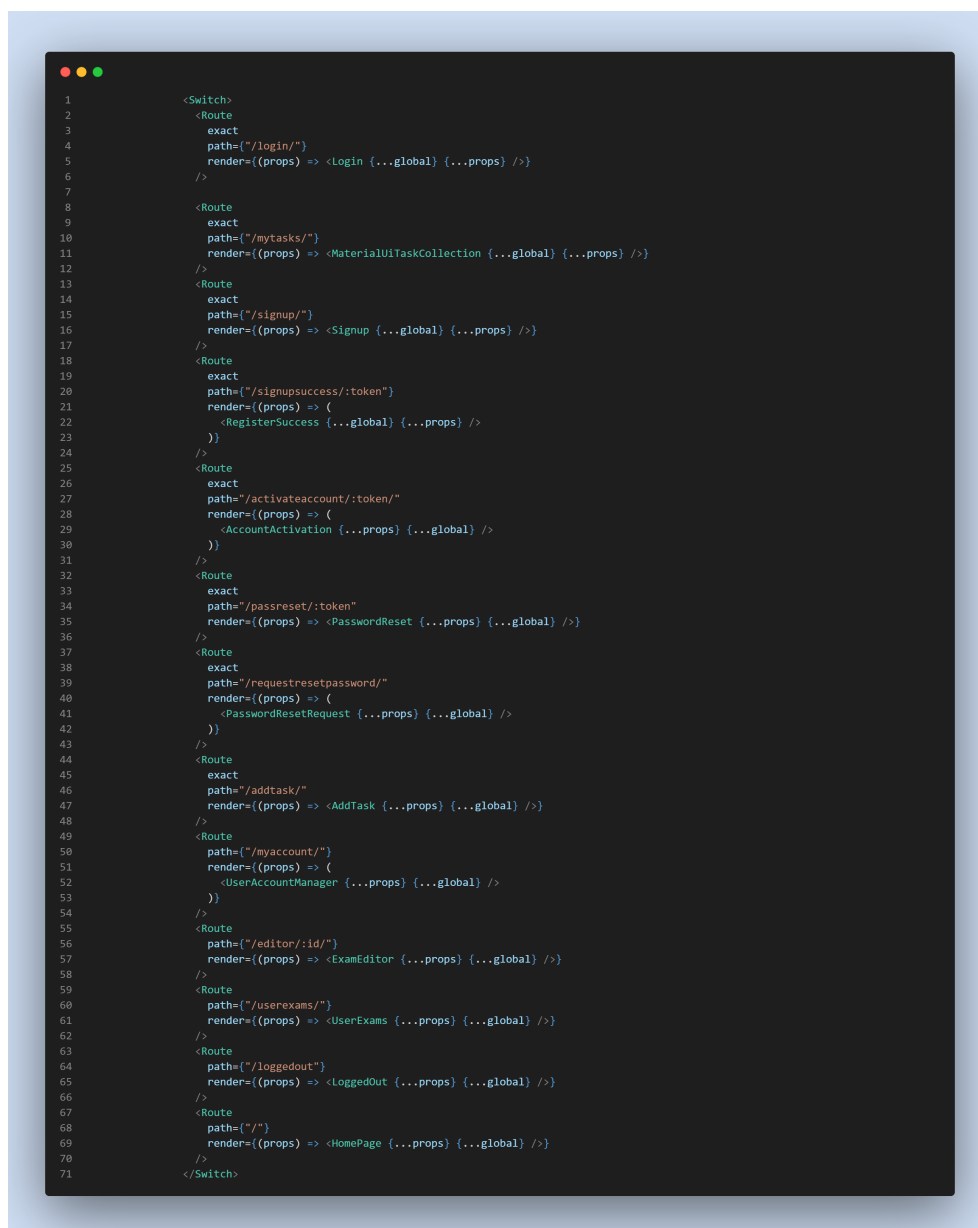 1 <Switch>
2 <Route
3 exact
4 path={"/login/"}
5 render={(props) => <Login {...global} {...props} />}
6 />
7
8 <Route
9 exact
10 path={"/mytasks/"}
11 render={(props) => <MaterialUiTaskCollection {...global} {...props} />}
12 />
13 <Route
14 exact
15 path={"/signup/"}
16 render={(props) => <Signup {...global} {...props} />}
17 />
18 <Route
19 exact
20 path={"/signupsuccess/:token"}
21 render={(props) => (
22 <RegisterSuccess {...global} {...props} />
23 )}
24 />
25 <Route
26 exact
27 path="/activateaccount/:token/"
28 render={(props) => (
29 <AccountActivation {...props} {...global} />
30 )}
31 />
32 <Route
33 exact
34 path="/passreset/:token"
35 render={(props) => <PasswordReset {...props} {...global} />}
36 />
37 <Route
38 exact
39 path="/requestresetpassword/"
40 render={(props) => (
41 <PasswordResetRequest {...props} {...global} />
42 )}
43 />
44 <Route
45 exact
46 path="/addtask/"
47 render={(props) => <AddTask {...props} {...global} />}
48 />
49 <Route
50 path={"/myaccount/"}
51 render={(props) => (
52 <UserAccountManager {...props} {...global} />
53 )}
54 />
55 <Route
56 path={"/editor/:id/"}
57 render={(props) => <ExamEditor {...props} {...global} />}
58 />
59 <Route
60 path={"/userexams/"}
61 render={(props) => <UserExams {...props} {...global} />}
62 />
63 <Route
64 path={"/loggedout"}
65 render={(props) => <LoggedOut {...props} {...global} />}
66 />
67 <Route
68 path={"/"}
69 render={(props) => <HomePage {...props} {...global} />}
70 />
71 </Switch>